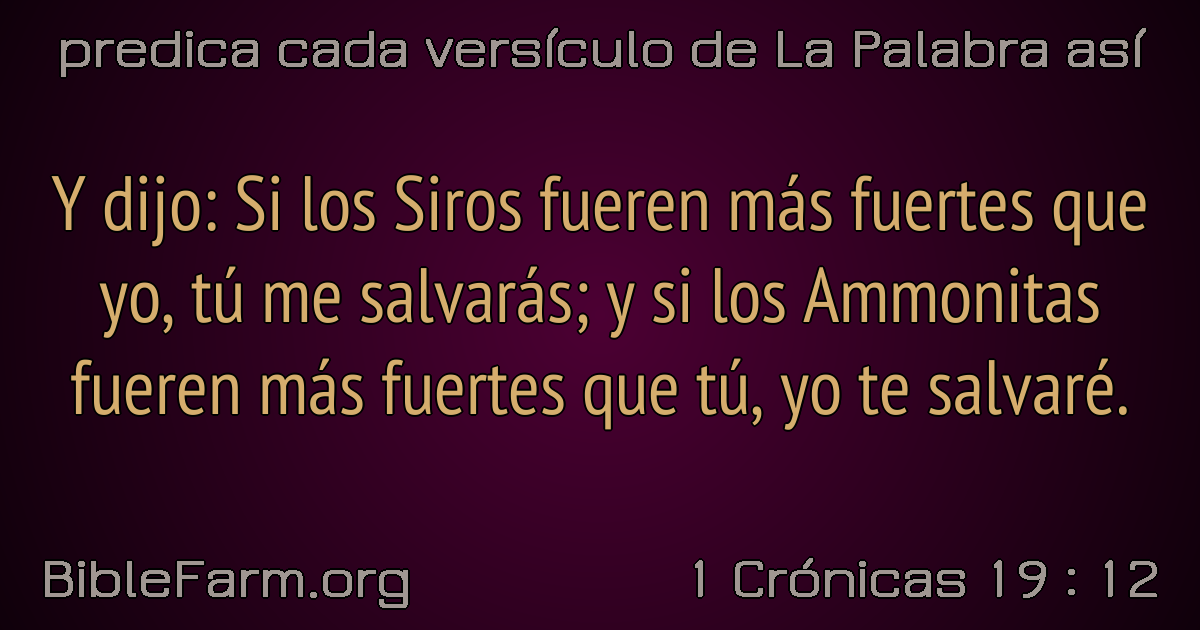 predica cada versículo de La Palabra así
Y dijo: Si los Siros fueren más fuertes que
yo, tú me salvarás; y si los Ammonitas
fueren más fuertes que tú, yo te salvaré.
BibleFarm.org
1 Crónicas 19 : 12